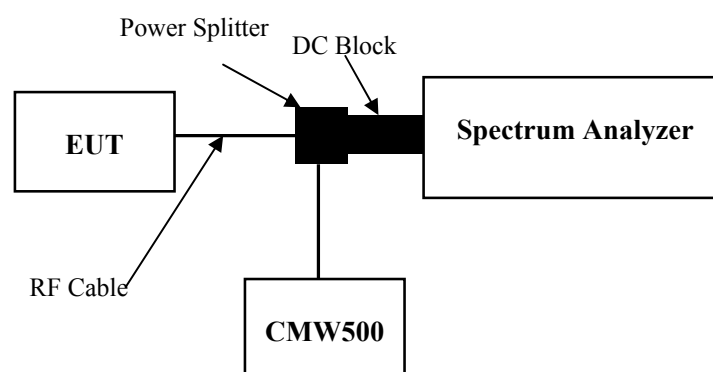 Power Splitter
DC Block
EUT
Spectrum Analyzer
RF Cable
CMW500